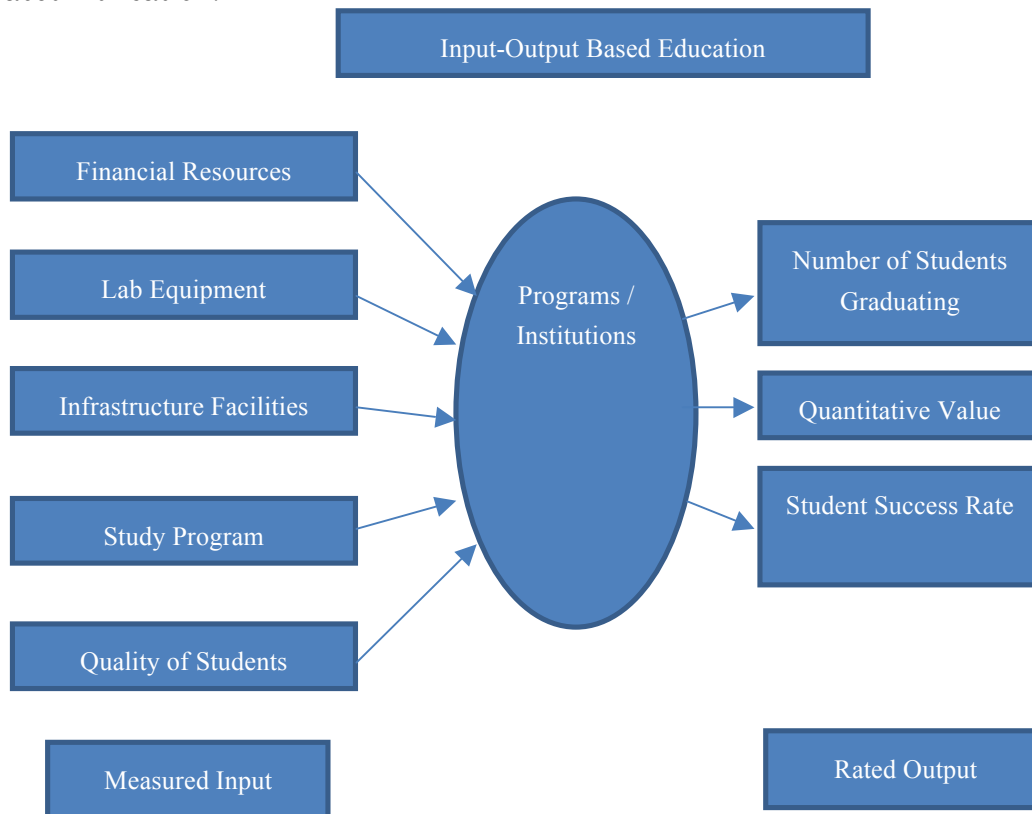 Input-Output Based Education
Financial Resources
Lab Equipment
Infrastructure Facilities
Study Program
Quality of Students
Measured Input
Programs /
Institutions
Number of Students
Graduating
Quantitative Value
Student Success Rate
Rated Output